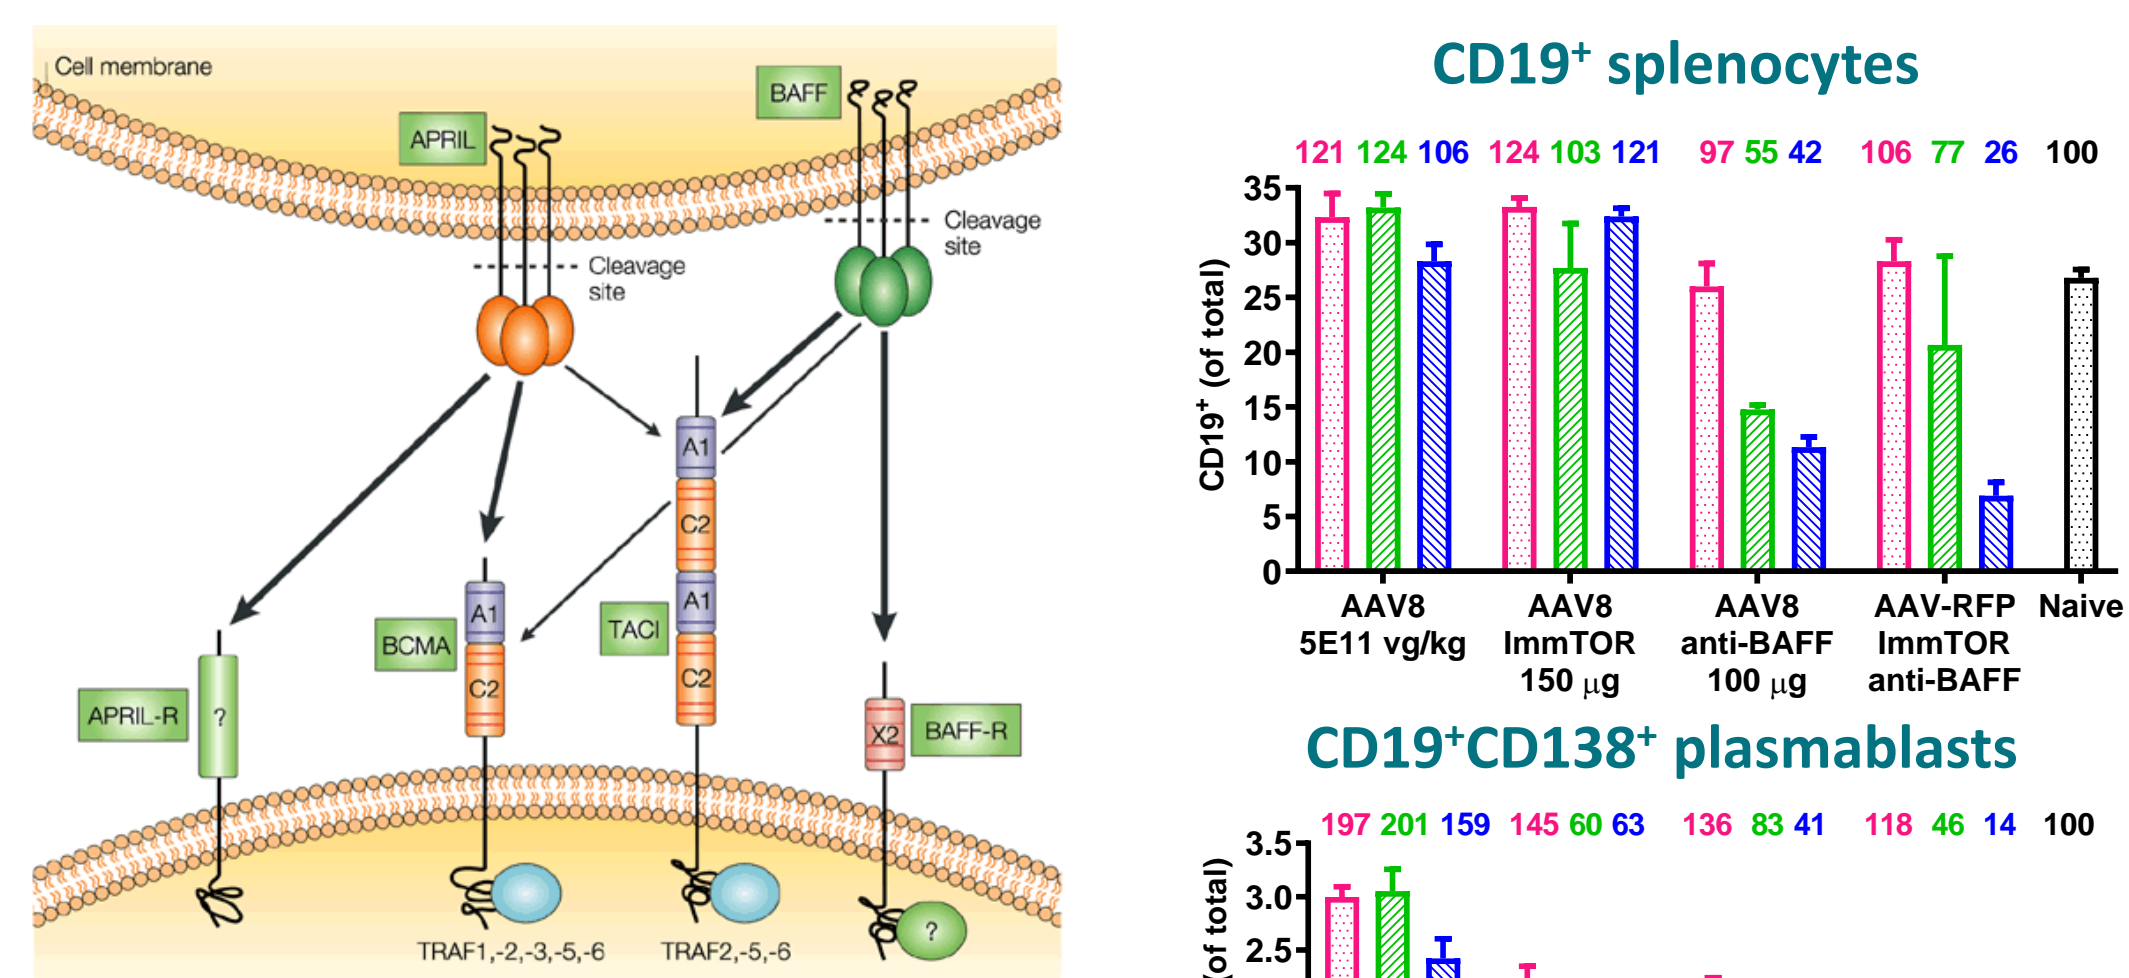 Cell membrane
BAFF
APRIL
Cleavage
site
Cleavage
site
A1
C2
A1
C2
TACI
A1
C2
BCMA
APRIL-R
?
X2
BAFF-R
?
TRAF1,-2,-3,-5,-6
TRAF2,-5,-6
CD19⁺ splenocytes
121 124 106 124 103 121 97 55 42 106 77 26 100
CD19⁺ (of total)
35
30
25
20
15
10
5
0
AAV8
5E11 vg/kg
AAV8
ImmTOR
150 μg
AAV8
anti-BAFF
100 μg
AAV-RFP
ImmTOR
anti-BAFF
Naive
CD19⁺CD138⁺ plasmablasts
197 201 159 145 60 63 136 83 41 118 46 14 100
(of total)
3.5
3.0
2.5